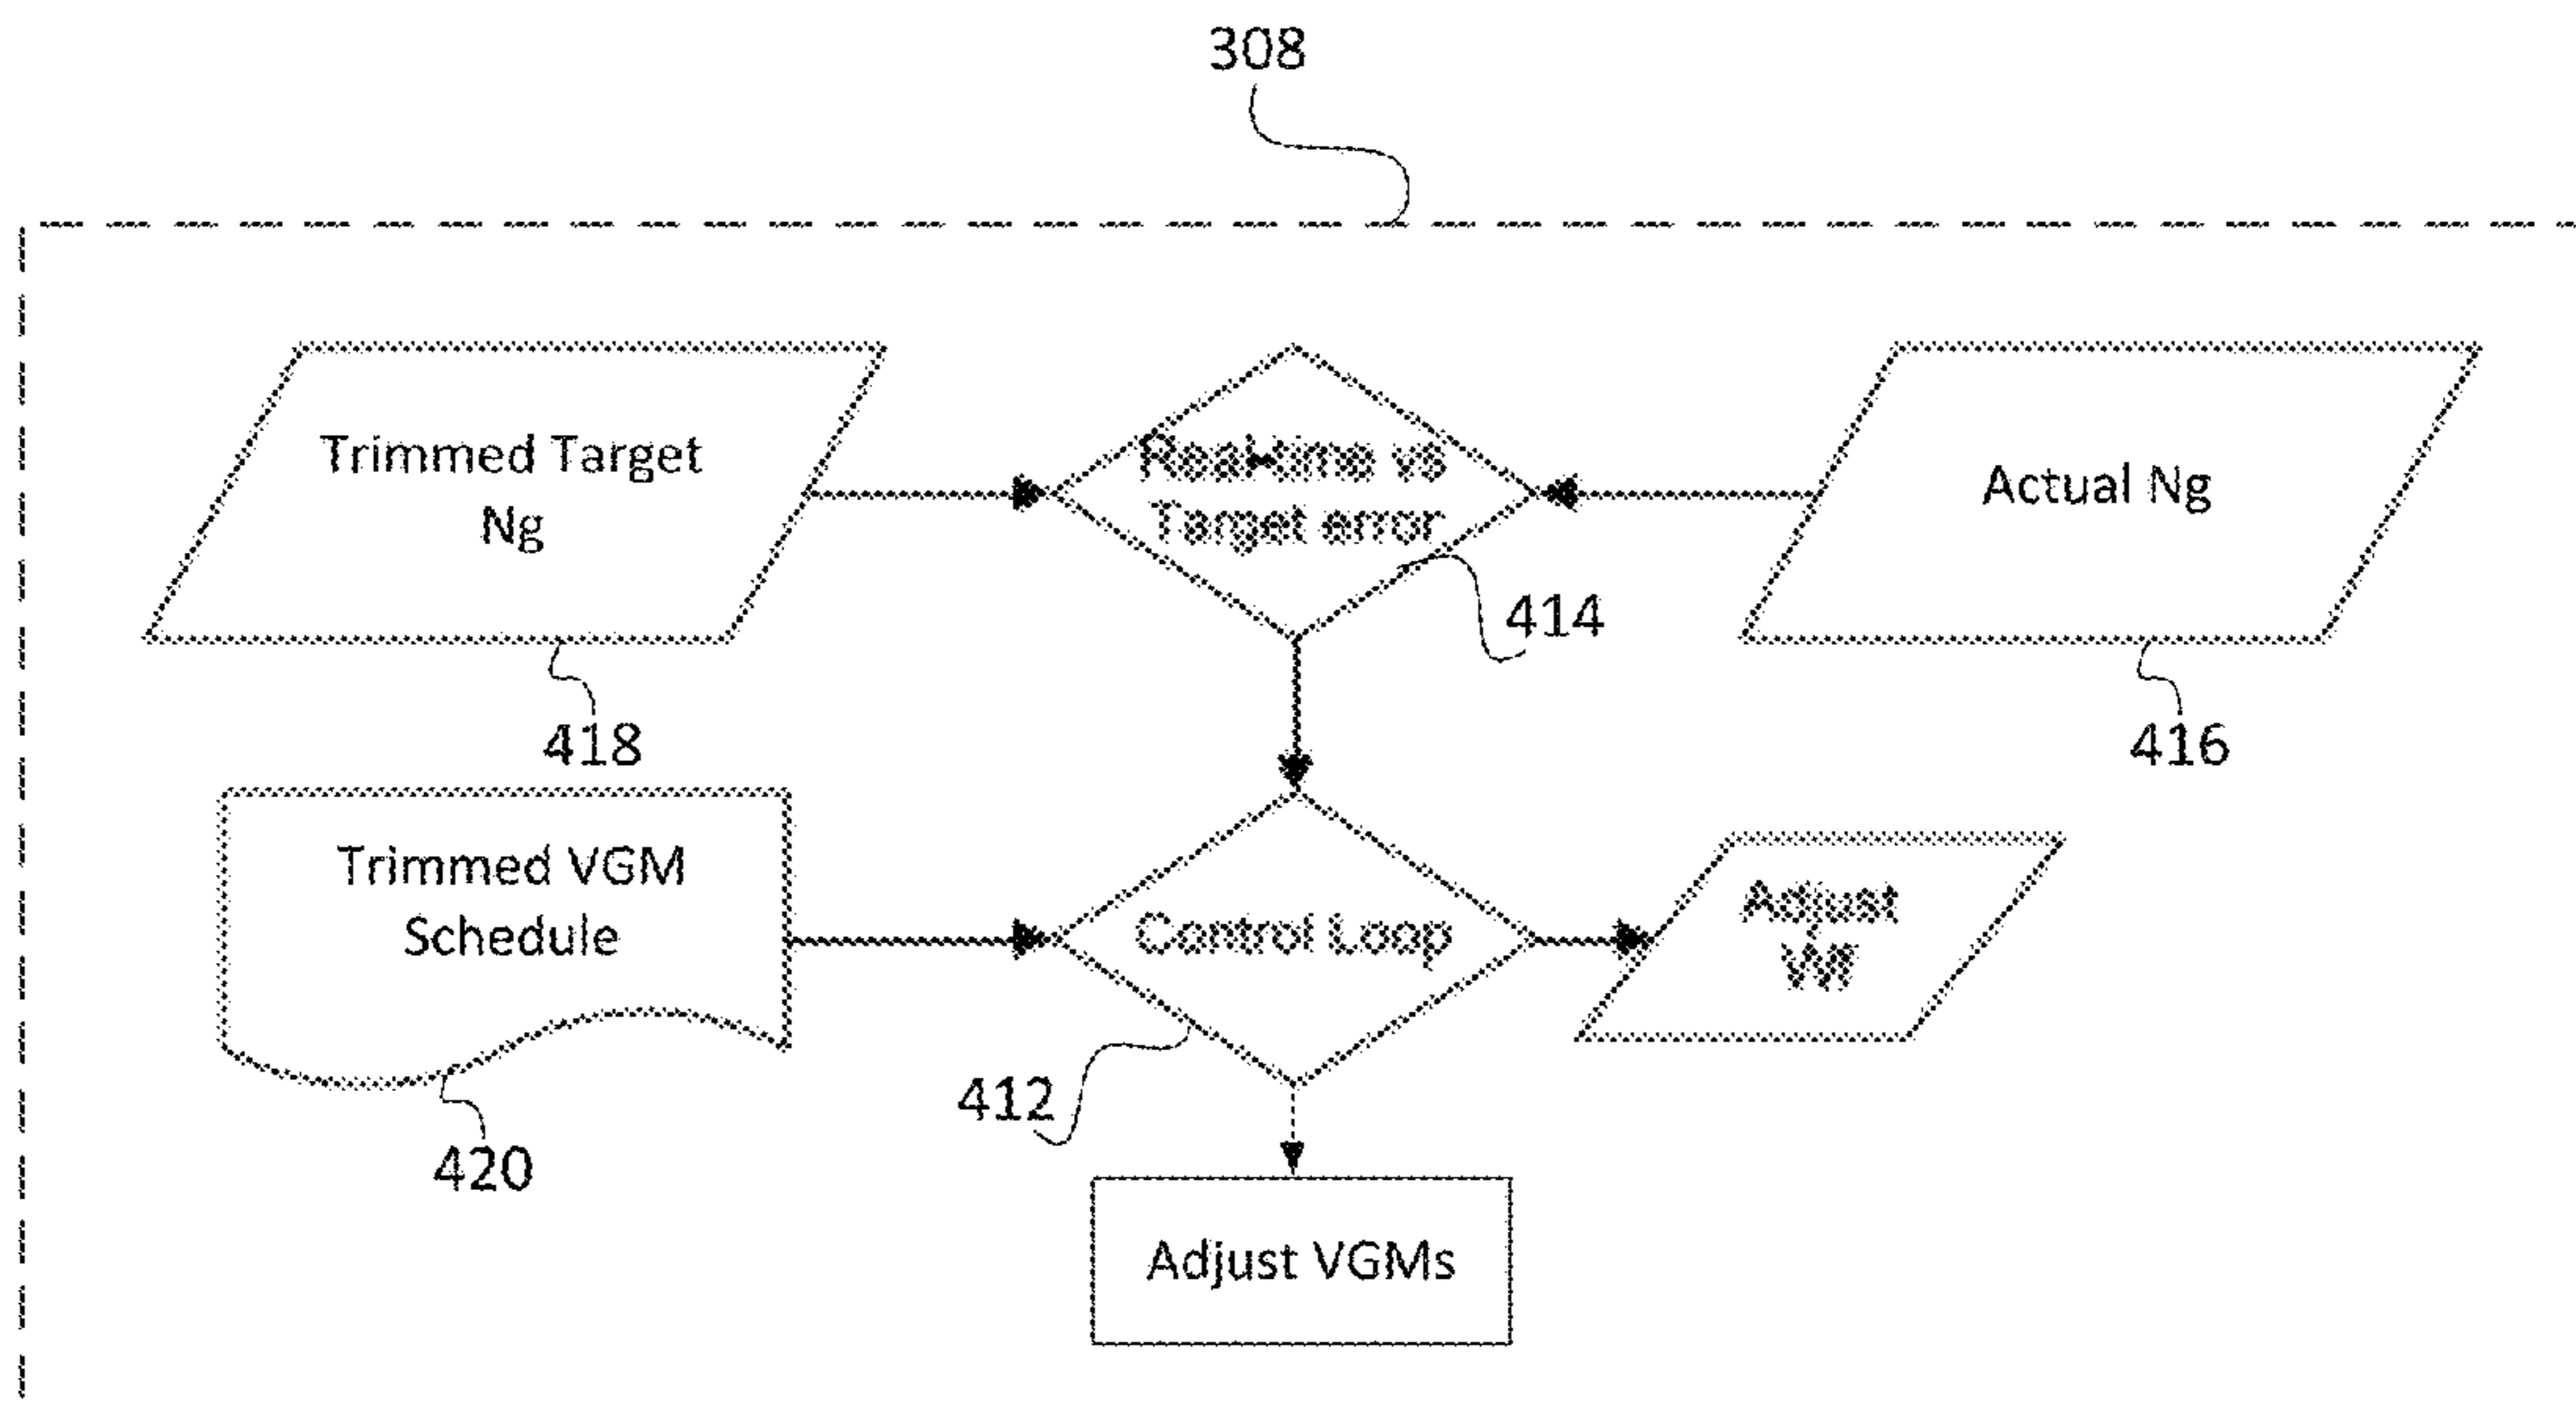 308
Trimmed Target
Ng
Real-time vs
Target error
Actual Ng
414
418
416
Trimmed VGM
Schedule
Control Loop
Adjust
Wf
412
420
Adjust VGMs